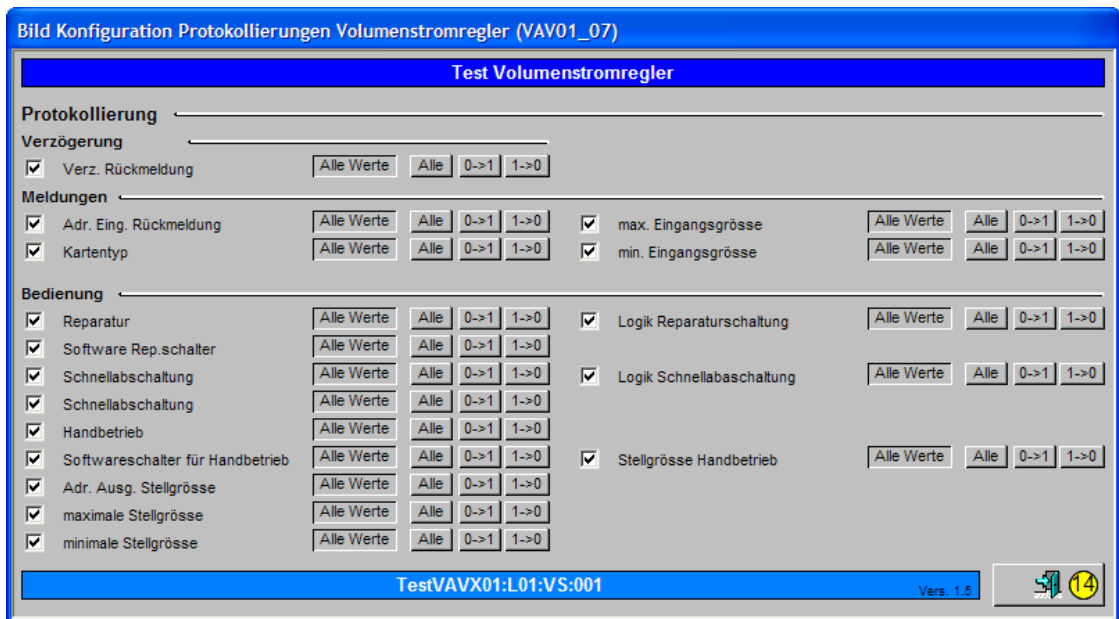 Bild Konfiguration Protokollierungen Volumenstromregler (VAV01_07)
Test Volumenstromregler
Protokollierung
Verzögerung
Verz. Rückmeldung Alle Werte Alle 0->1 1->0
Meldungen
Adr. Eing. Rückmeldung Alle Werte Alle 0->1 1->0 max. Eingangsgrösse Alle Werte Alle 0->1 1->0
Kartentyp Alle Werte Alle 0->1 1->0 min. Eingangsgrösse Alle Werte Alle 0->1 1->0
Bedienung
Reparatur Alle Werte Alle 0->1 1->0 Logik Reparaturschaltung Alle Werte Alle 0->1 1->0
Software Rep.schalter Alle Werte Alle 0->1 1->0
Schnellabschaltung Alle Werte Alle 0->1 1->0 Logik Schnellabaschaltung Alle Werte Alle 0->1 1->0
Schnellabschaltung Alle Werte Alle 0->1 1->0
Handbetrieb Alle Werte Alle 0->1 1->0
Softwareschalter für Handbetrieb Alle Werte Alle 0->1 1->0 Stellgrösse Handbetrieb Alle Werte Alle 0->1 1->0
Adr. Ausg. Stellgrösse Alle Werte Alle 0->1 1->0
maximale Stellgrösse Alle Werte Alle 0->1 1->0
minimale Stellgrösse Alle Werte Alle 0->1 1->0
TestVAVX01:L01:VS:001 Vers. 1.5 14